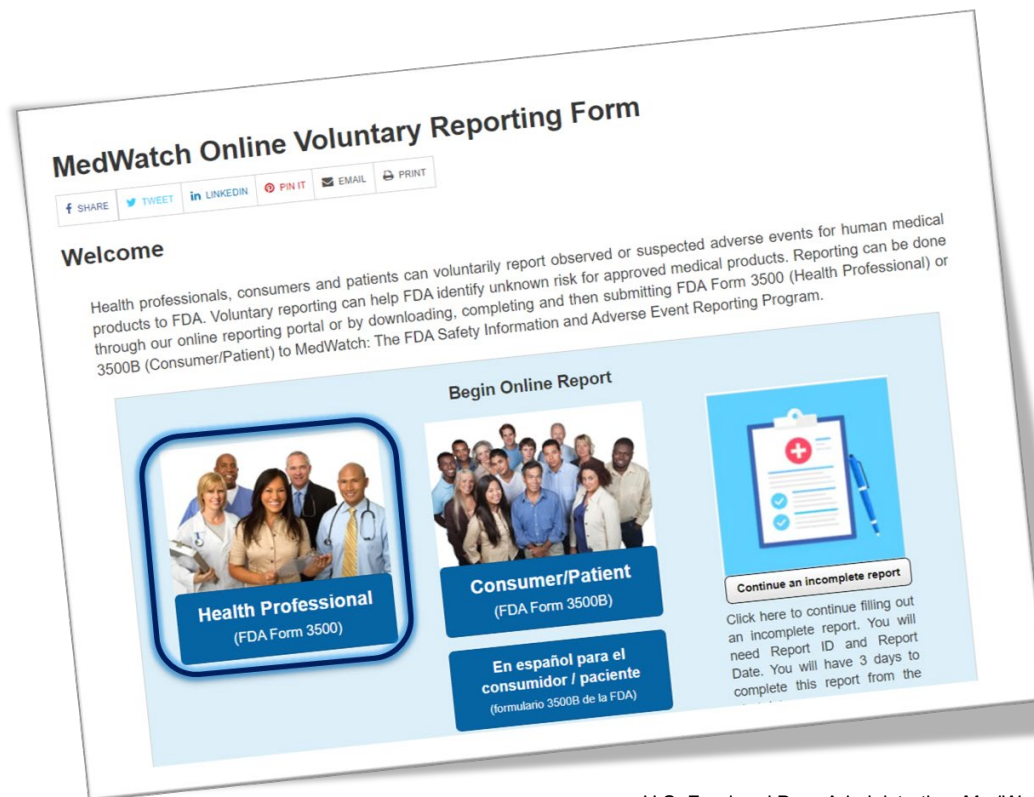 MedWatch Online Voluntary Reporting Form
SHARE TWEET in LINKEDIN PIN IT EMAIL PRINT
Welcome
Health professionals, consumers and patients can voluntarily report observed or suspected adverse events for human medical
products to FDA. Voluntary reporting can help FDA identify unknown risk for approved medical products. Reporting can be done
through our online reporting portal or by downloading, completing and then submitting FDA Form 3500 (Health Professional) or
3500B (Consumer/Patient) to MedWatch: The FDA Safety Information and Adverse Event Reporting Program.
Begin Online Report
Health Professional
(FDA Form 3500)
Consumer/Patient
(FDA Form 3500B)
En español para el
consumidor / paciente
(formulario 3500B de la FDA)
Continue an incomplete report
Click here to continue filling out
an incomplete report. You will
need Report ID and Report
Date. You will have 3 days to
complete this report from the